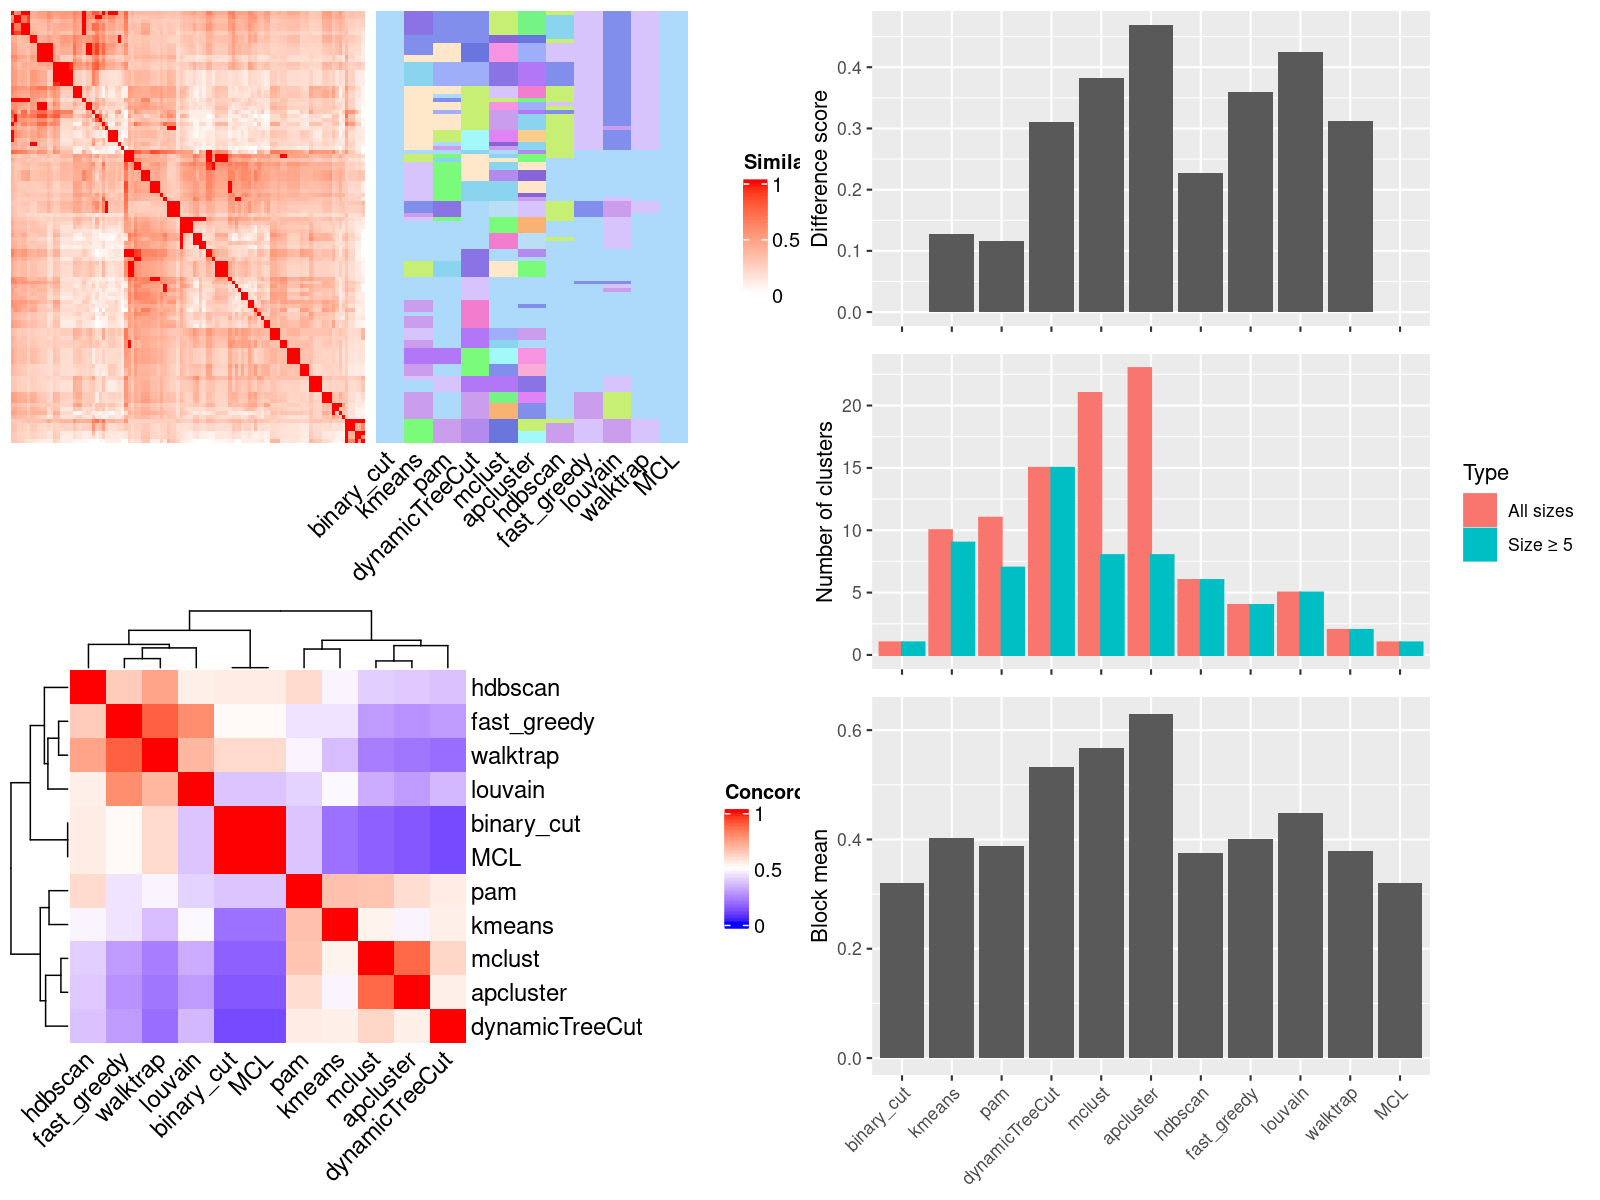 Simila
1
0.5
0
binary_cut
kmeans
pam
dynamicTreeCut
mclust
apcluster
hdbscan
fast_greedy
louvain
walktrap
MCL
hdbscan
fast_greedy
walktrap
louvain
binary_cut
MCL
pam
kmeans
mclust
apcluster
dynamicTreeCut
hdbscan
fast_greedy
walktrap
louvain
binary_cut
MCL
pam
kmeans
mclust
apcluster
dynamicTreeCut
Concord
1
0.5
0
Difference score
0.4
0.3
0.2
0.1
0.0
Number of clusters
20
15
10
5
0
Type
All sizes
Size ≥ 5
Block mean
0.6
0.4
0.2
0.0
binary_cut
kmeans
pam
dynamicTreeCut
mclust
apcluster
hdbscan
fast_greedy
louvain
walktrap
MCL